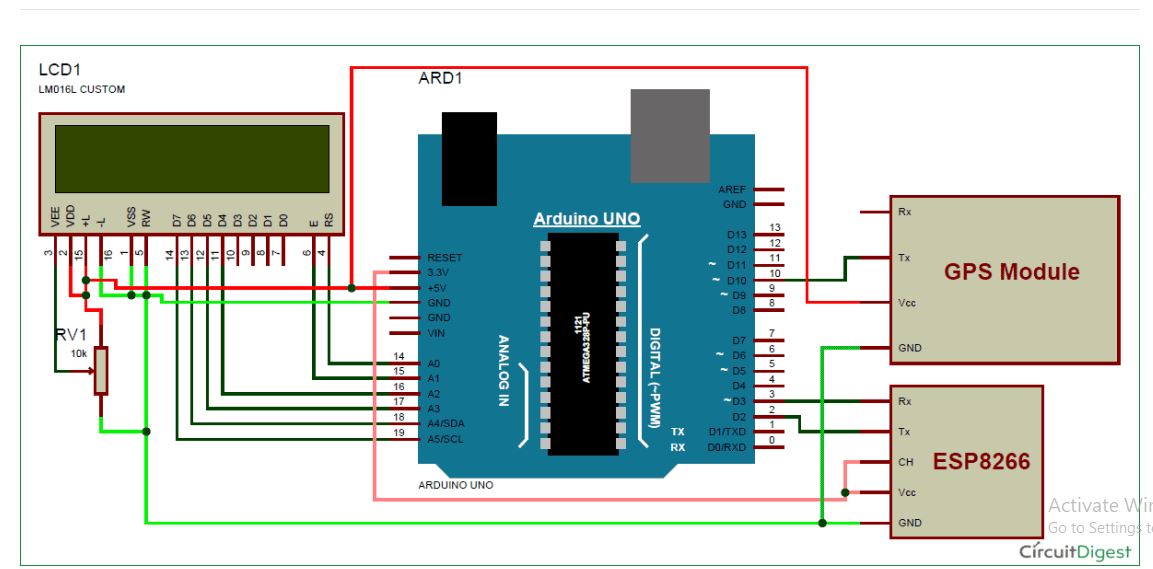 LCD1
LM016L CUSTOM
ARD1
VEE
VDD
+L
-L
VSS
RW
D7
D6
D5
D4
D3
D2
D1
D0
E
RS
3
2
15
16
1
5
14
13
12
11
10
9
8
7
6
4
RV1
10k
Arduino UNO
RESET
3.3V
+5V
GND
GND
VIN
14 A0
15 A1
16 A2
17 A3
18 A4/SDA
19 A5/SCL
ANALOG IN
1121
ATMEGA328P-PU
DIGITAL (~PWM)
AREF
GND
D13 13
D12 12
~ D11 11
~ D10 10
~ D9 9
D8 8
D7 7
~ D6 6
~ D5 5
D4 4
~ D3 3
D2 2
TX D1/TXD 1
RX D0/RXD 0
ARDUINO UNO
Rx
Tx
Vcc
GND
GPS Module
Rx
Tx
CH
Vcc
GND
ESP8266
Activate Wi
Go to Settings t
CircuitDigest